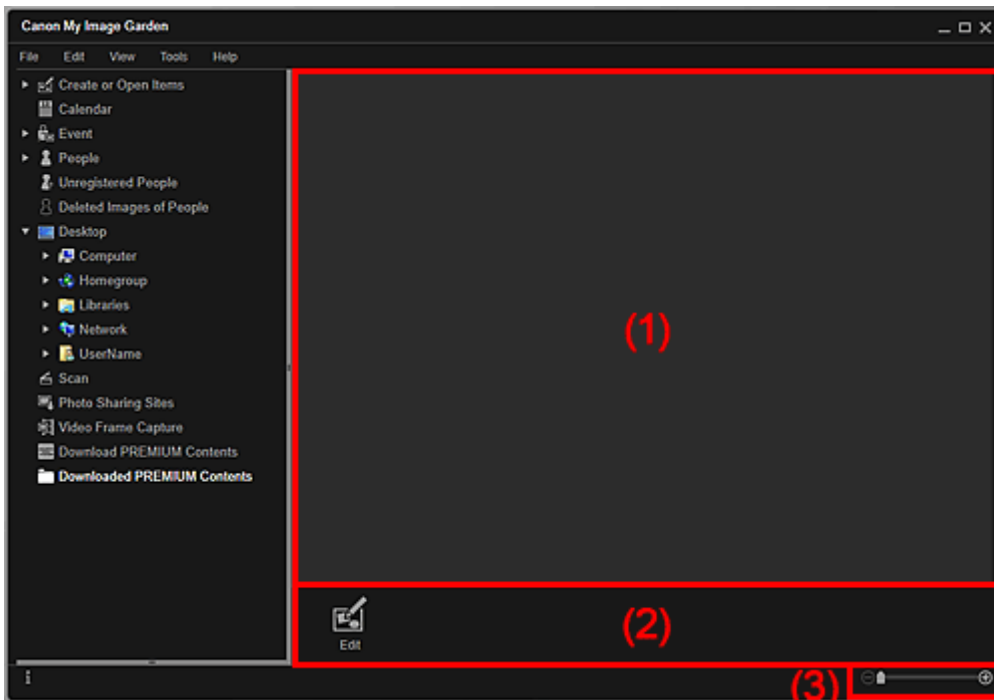 Canon My Image Garden
File Edit View Tools Help
Create or Open Items
Calendar
Event
People
Unregistered People
Deleted Images of People
Desktop
Computer
Homegroup
Libraries
Network
UserName
Scan
Photo Sharing Sites
Video Frame Capture
Download PREMIUM Contents
Downloaded PREMIUM Contents
(1)
(2)
Edit
(3)